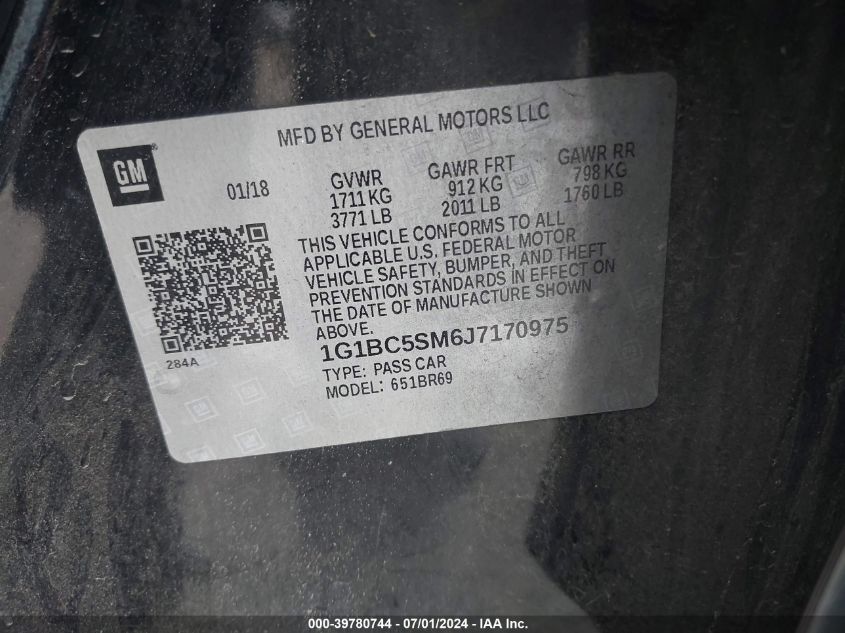 MFD BY GENERAL MOTORS LLC
GM
01/18
GVWR
1711 KG
3771 LB
GAWR FRT
912 KG
2011 LB
GAWR RR
798 KG
1760 LB
THIS VEHICLE CONFORMS TO ALL
APPLICABLE U.S. FEDERAL MOTOR
VEHICLE SAFETY, BUMPER, AND THEFT
PREVENTION STANDARDS IN EFFECT ON
THE DATE OF MANUFACTURE SHOWN
ABOVE.
284A
1G1BC5SM6J7170975
TYPE: PASS CAR
MODEL: 651BR69
000-39780744 - 07/01/2024 - IAA Inc.